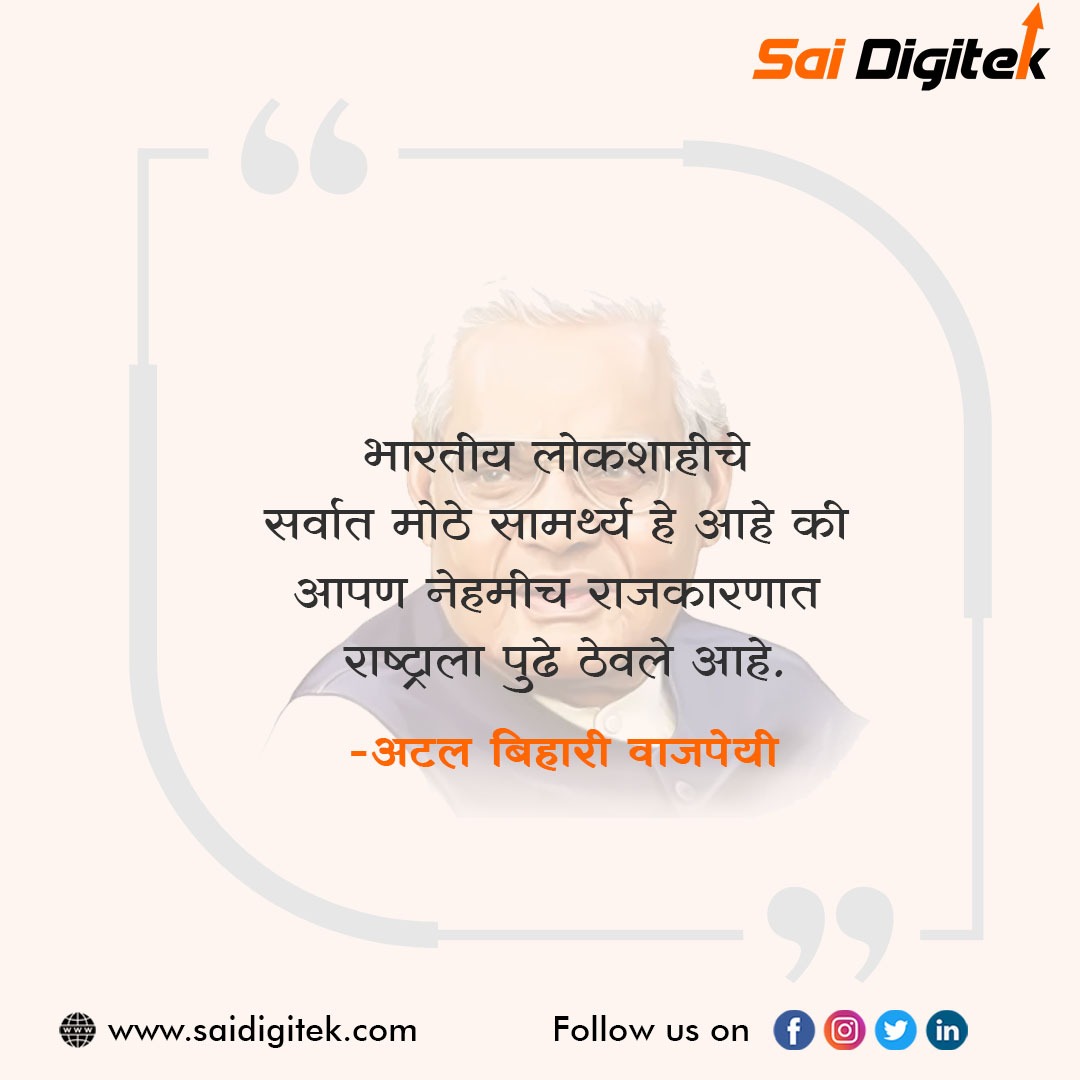 Sai Digitek
भारतीय लोकशाहीचे
सर्वात मोठे सामर्थ्य हे आहे की
आपण नेहमीच राजकारणात
राष्ट्राला पुढे ठेवले आहे.
-अटल बिहारी वाजपेयी
www.saidigitek.com Follow us on